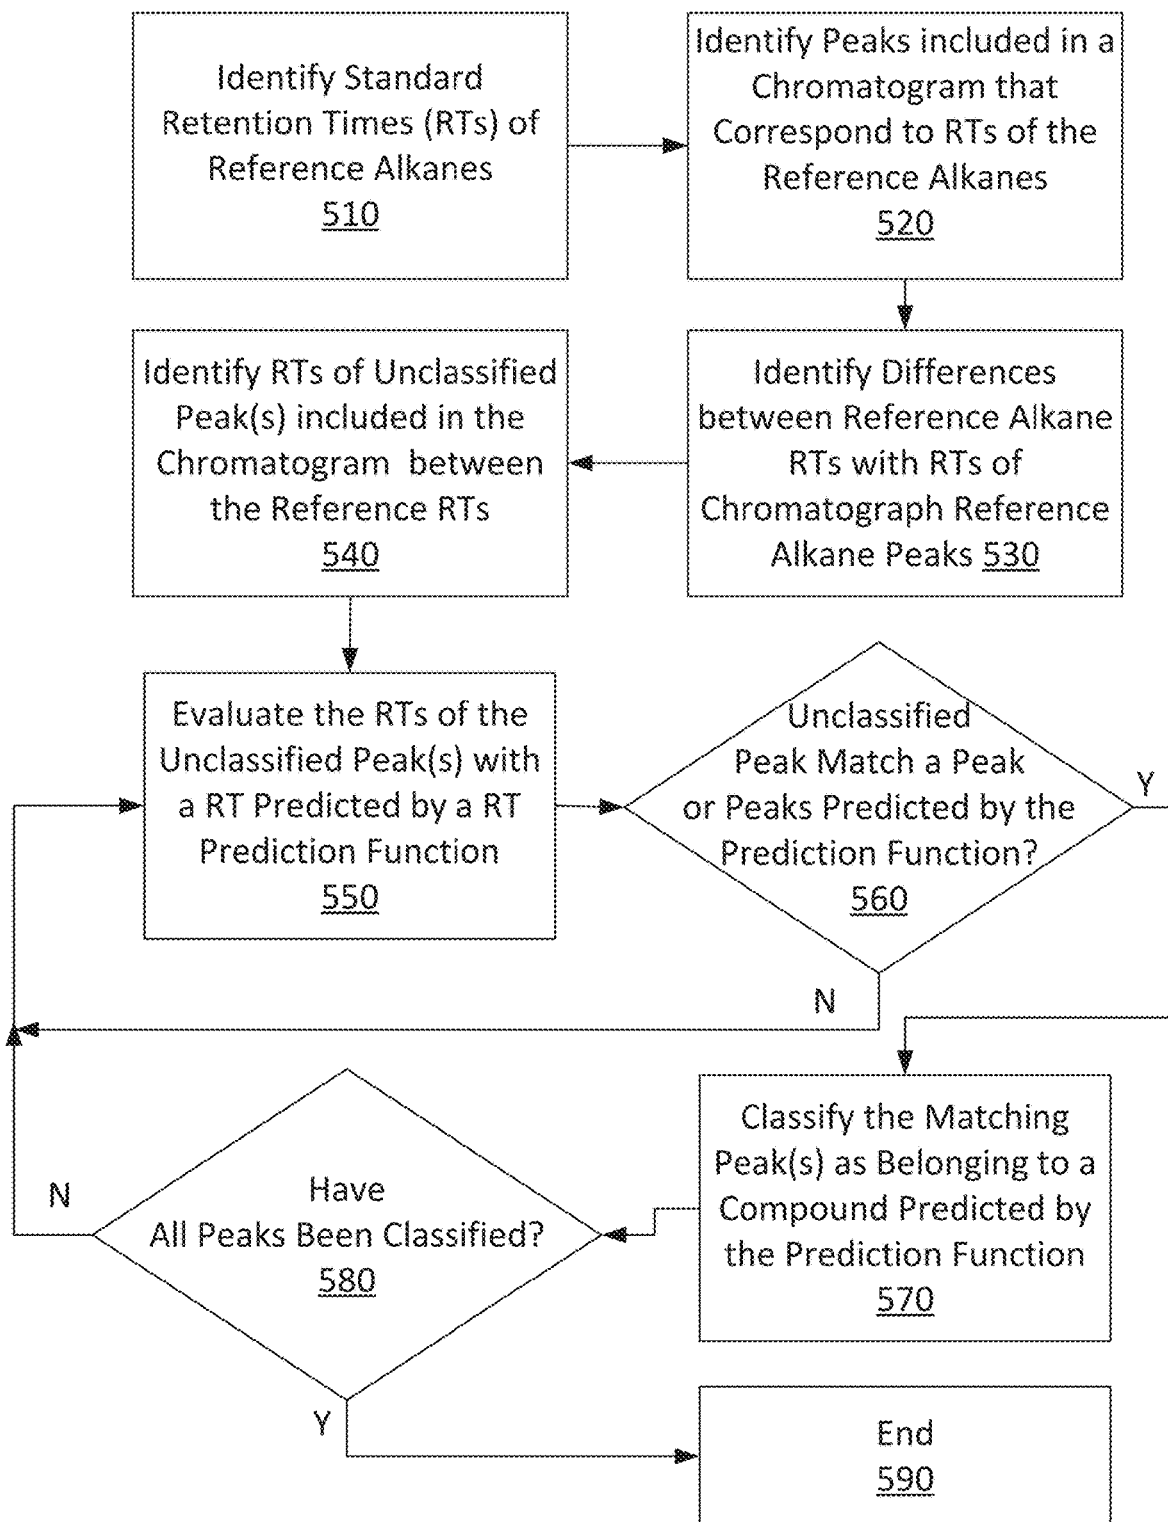 Identify Standard
Retention Times (RTs) of
Reference Alkanes
510
Identify Peaks included in a
Chromatogram that
Correspond to RTs of the
Reference Alkanes
520
Identify Differences
between Reference Alkane
RTs with RTs of
Chromatograph Reference
Alkane Peaks 530
Identify RTs of Unclassified
Peak(s) included in the
Chromatogram between
the Reference RTs
540
Evaluate the RTs of the
Unclassified Peak(s) with
a RT Predicted by a RT
Prediction Function
550
Unclassified
Peak Match a Peak
or Peaks Predicted by the
Prediction Function?
560
Y
N
Classify the Matching
Peak(s) as Belonging to a
Compound Predicted by
the Prediction Function
570
Have
All Peaks Been Classified?
580
N
Y
End
590